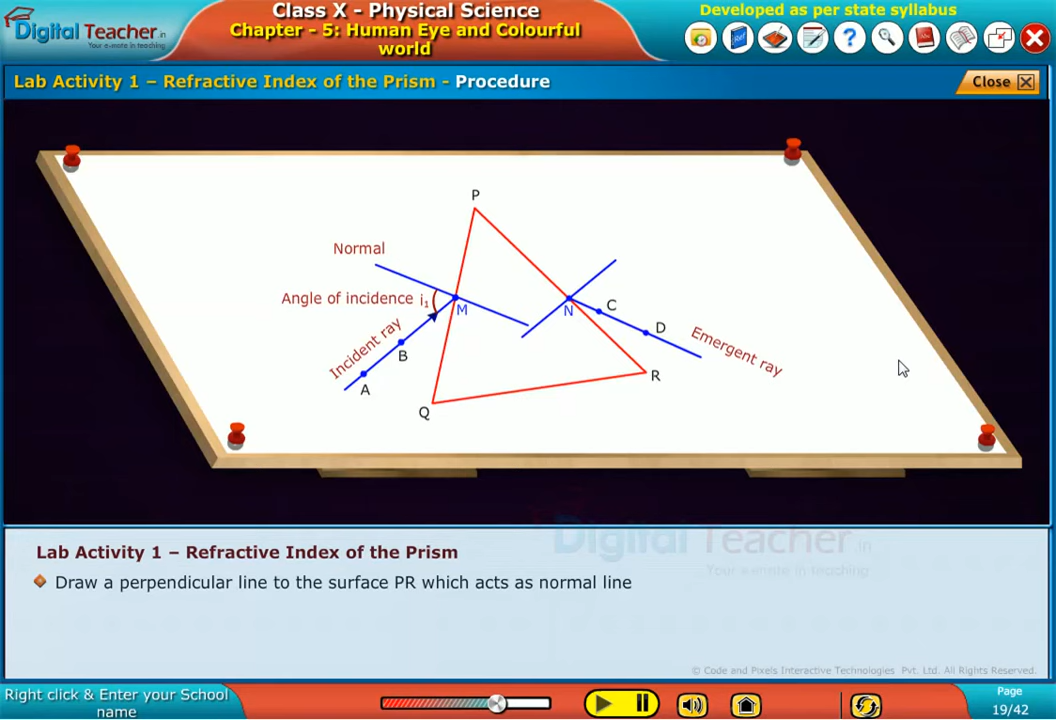 Digital Teacher.in
Your e-mate in teaching
Class X - Physical Science
Chapter - 5: Human Eye and Colourful
world
Developed as per state syllabus
Ref
?
Lab Activity 1 – Refractive Index of the Prism - Procedure
Close
P
Normal
Angle of incidence i1
M
N
C
D
Incident ray
B
A
Emergent ray
R
Q
Lab Activity 1 – Refractive Index of the Prism
Draw a perpendicular line to the surface PR which acts as normal line
Digital Teacher.in
Your e-mate in teaching
© Code and Pixels Interactive Technologies Pvt. Ltd. All Rights Reserved.
Right click & Enter your School
name
Page
19/42